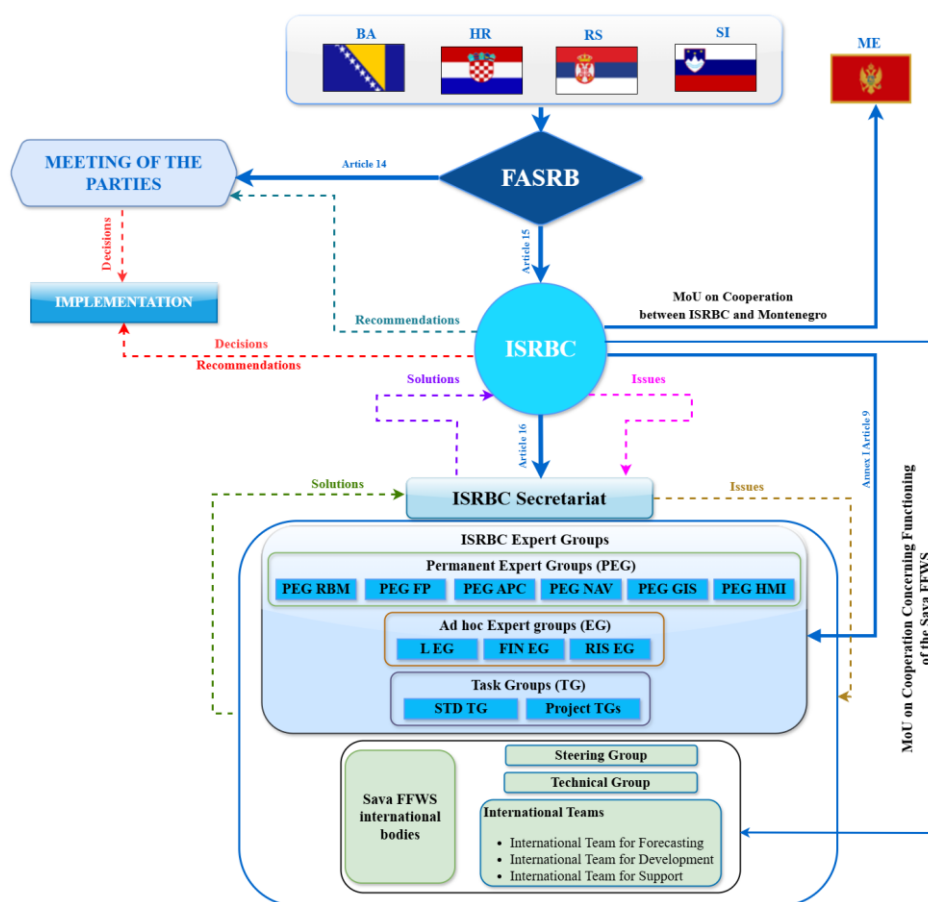 BA
HR
RS
SI
ME
MEETING OF THE
PARTIES
Article 14
FASRB
Decisions
Article 15
IMPLEMENTATION
Recommendations
MoU on Cooperation
between ISRBC and Montenegro
ISRBC
Decisions
Recommendations
Solutions
Issues
Article 16
Annex I Article 9
Solutions
ISRBC Secretariat
Issues
ISRBC Expert Groups
Permanent Expert Groups (PEG)
PEG RBM
PEG FP
PEG APC
PEG NAV
PEG GIS
PEG HMI
Ad hoc Expert groups (EG)
L EG
FIN EG
RIS EG
Task Groups (TG)
STD TG
Project TGs
MoU on Cooperation Concerning Functioning
of the Sava FFWS
Sava FFWS
international
bodies
Steering Group
Technical Group
International Teams
• International Team for Forecasting
• International Team for Development
• International Team for Support